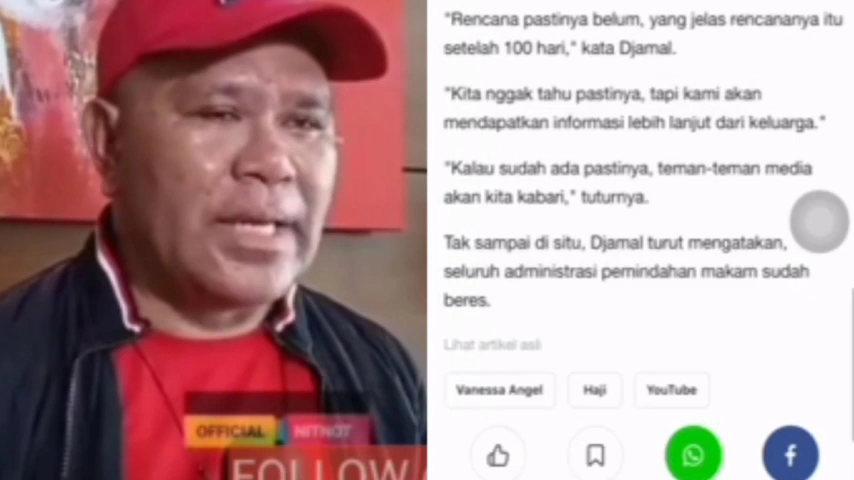 OFFICIAL NITNOT
FOLLOW
"Rencana pastinya belum, yang jelas rencananya itu
setelah 100 hari," kata Djamal.
"Kita nggak tahu pastinya, tapi kami akan
mendapatkan informasi lebih lanjut dari keluarga."
"Kalau sudah ada pastinya, teman-teman media
akan kita kabari," tuturnya.
Tak sampai di situ, Djamal turut mengatakan,
seluruh administrasi pemindahan makam sudah
beres.
Lihat artikel asli
Vanessa Angel Haji YouTube